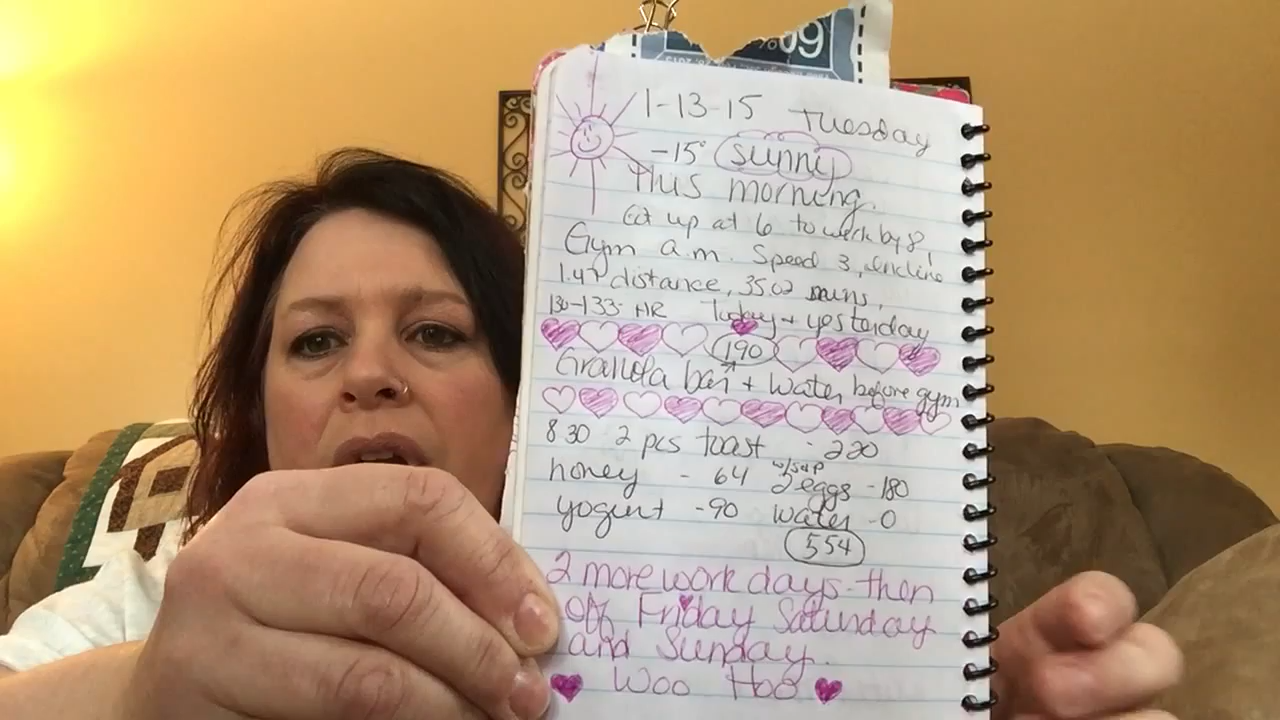 60%
1-13-15 Tuesday
-15° sunny
This morning.
Got up at 6 to work by 8,
Gym a.m. Speed 3, incline
1.47 distance, 35.02 mins,
130-133- HR Today + yesterday
190
Granola bar + water before gym
8 30 2 pcs toast - 220
honey - 64 2 eggs - 180
yogurt - 90 water - 0
554
2 more work days - then
off Friday Saturday
and Sunday.
Woo Hoo